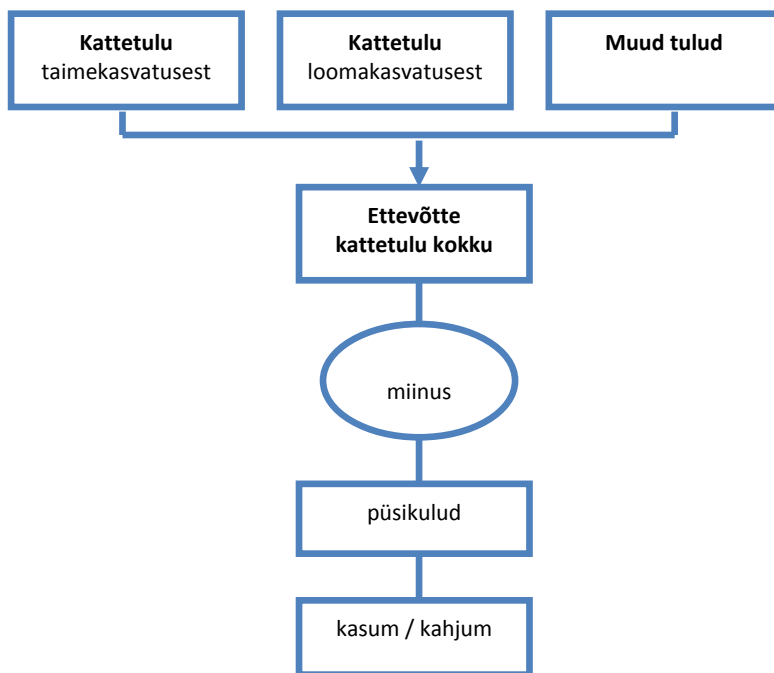 Kattetulu
taimekasvatusest
Kattetulu
loomakasvatusest
Muud tulud
Ettevõtte
kattetulu kokku
miinus
püsikulud
kasum / kahjum